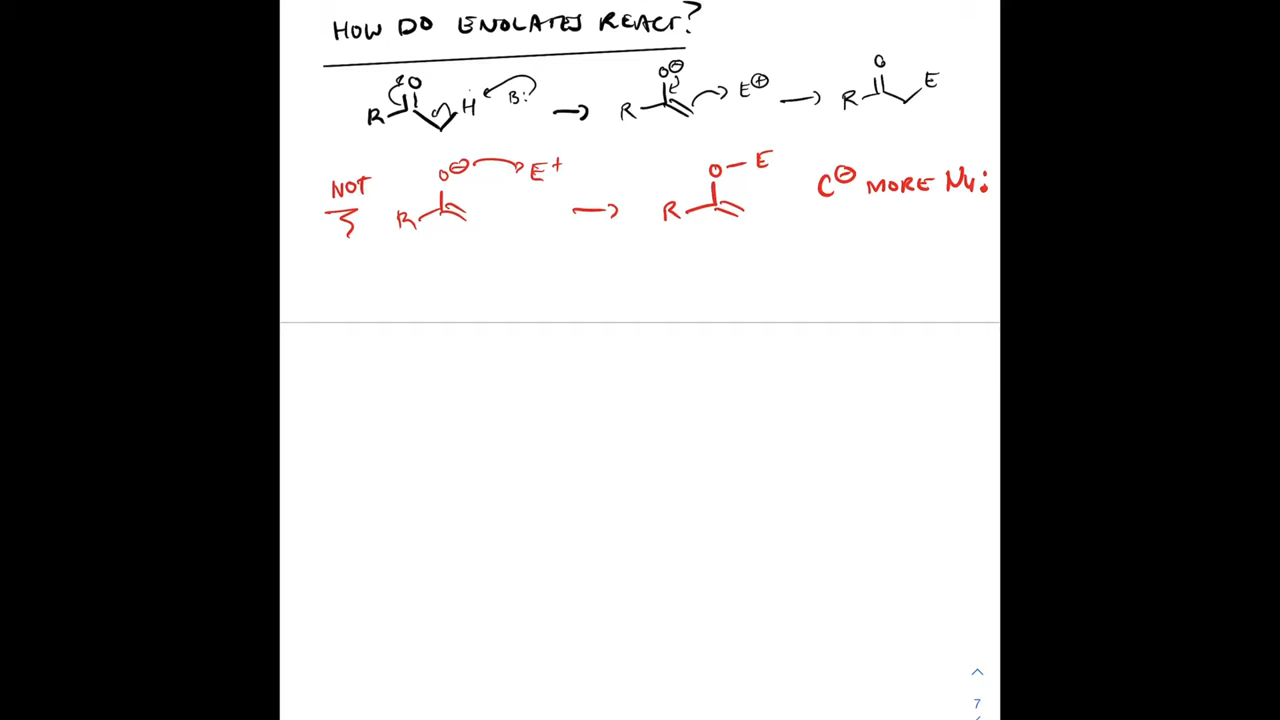 HOW DO ENOLATES REACT?
R O H B: → R O⊖ E⊕ → R O E
NOT R O⊖ E+ → R O–E C⊖ MORE Nu:
7